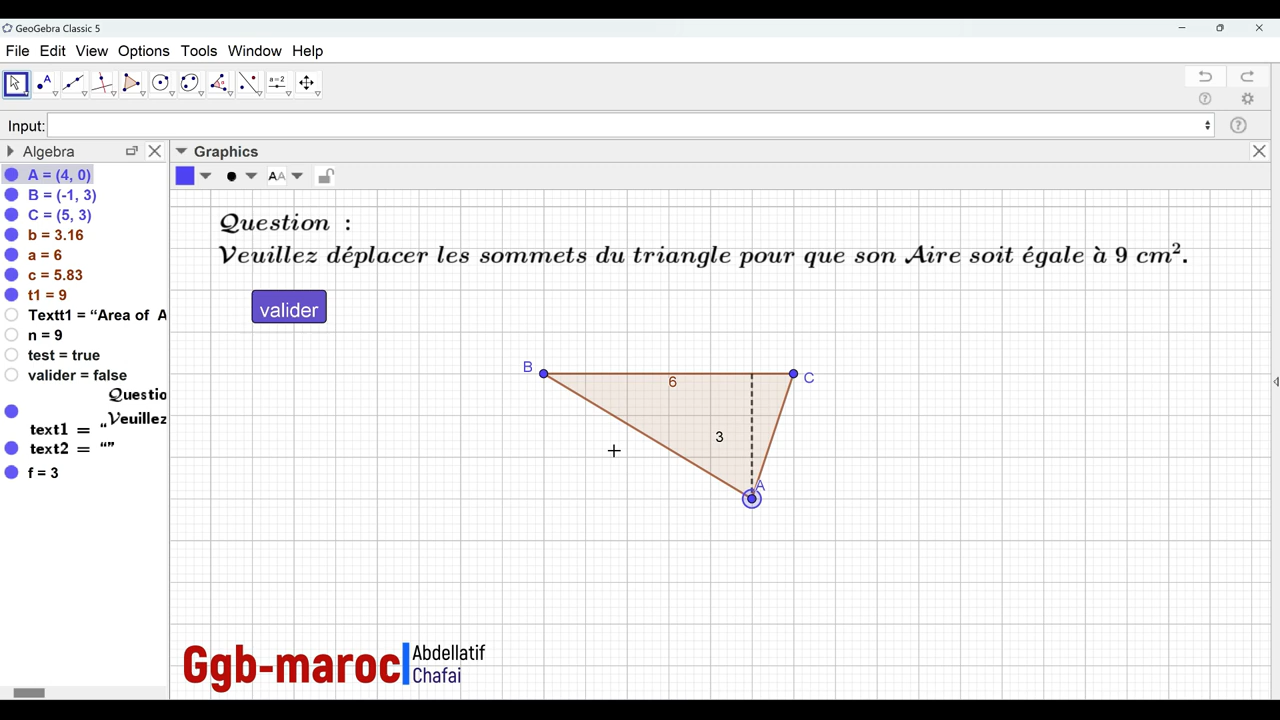 GeoGebra Classic 5
File Edit View Options Tools Window Help
A
a=2
Input:
Algebra
Graphics
AA
A = (4, 0)
B = (-1, 3)
C = (5, 3)
b = 3.16
a = 6
c = 5.83
t1 = 9
Textt1 = “Area of A
n = 9
test = true
valider = false
Questio
Veuillez
text1 = “
text2 = “”
f = 3
Question :
Veuillez déplacer les sommets du triangle pour que son Aire soit égale à 9 cm².
valider
B
6
C
3
A
Ggb-maroc
Abdellatif
Chafai